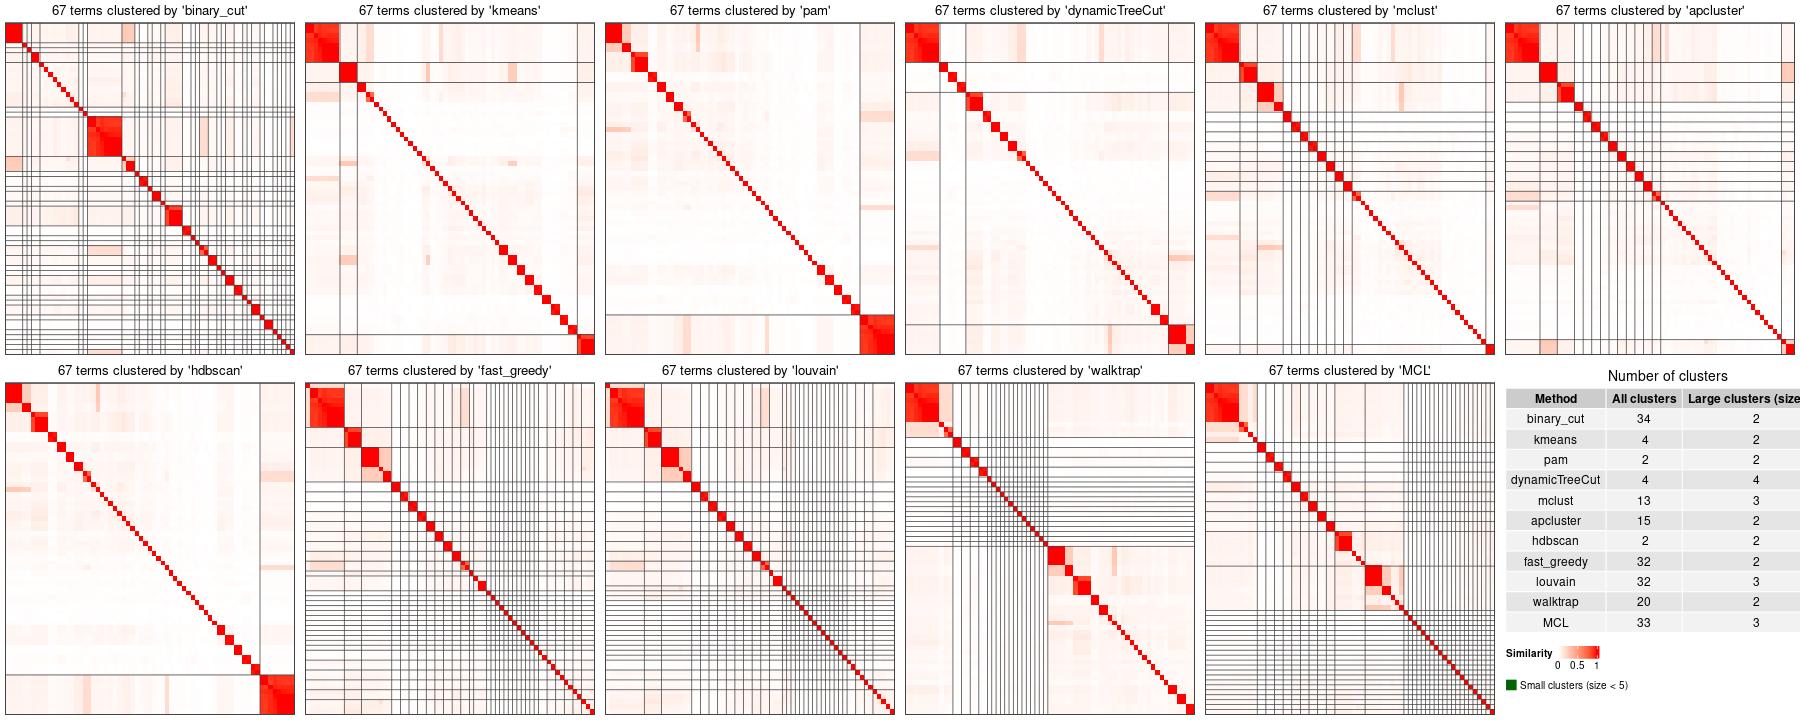 67 terms clustered by 'binary_cut'
67 terms clustered by 'kmeans'
67 terms clustered by 'pam'
67 terms clustered by 'dynamicTreeCut'
67 terms clustered by 'mclust'
67 terms clustered by 'apcluster'
67 terms clustered by 'hdbscan'
67 terms clustered by 'fast_greedy'
67 terms clustered by 'louvain'
67 terms clustered by 'walktrap'
67 terms clustered by 'MCL'
Number of clusters
Method All clusters Large clusters (size
binary_cut 34 2
kmeans 4 2
pam 2 2
dynamicTreeCut 4 4
mclust 13 3
apcluster 15 2
hdbscan 2 2
fast_greedy 32 2
louvain 32 3
walktrap 20 2
MCL 33 3
Similarity
0 0.5 1
Small clusters (size < 5)